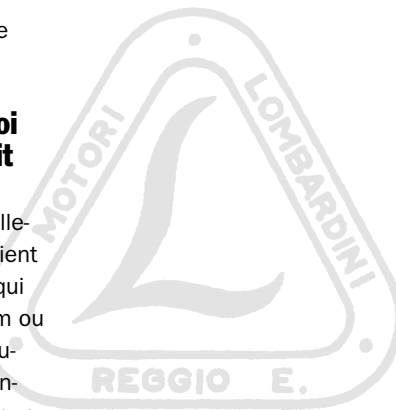 e
oi
it
lle-
ient
qui
m ou
u-
n-
MOTORI
LOMBARDINI
L
REGGIO E.